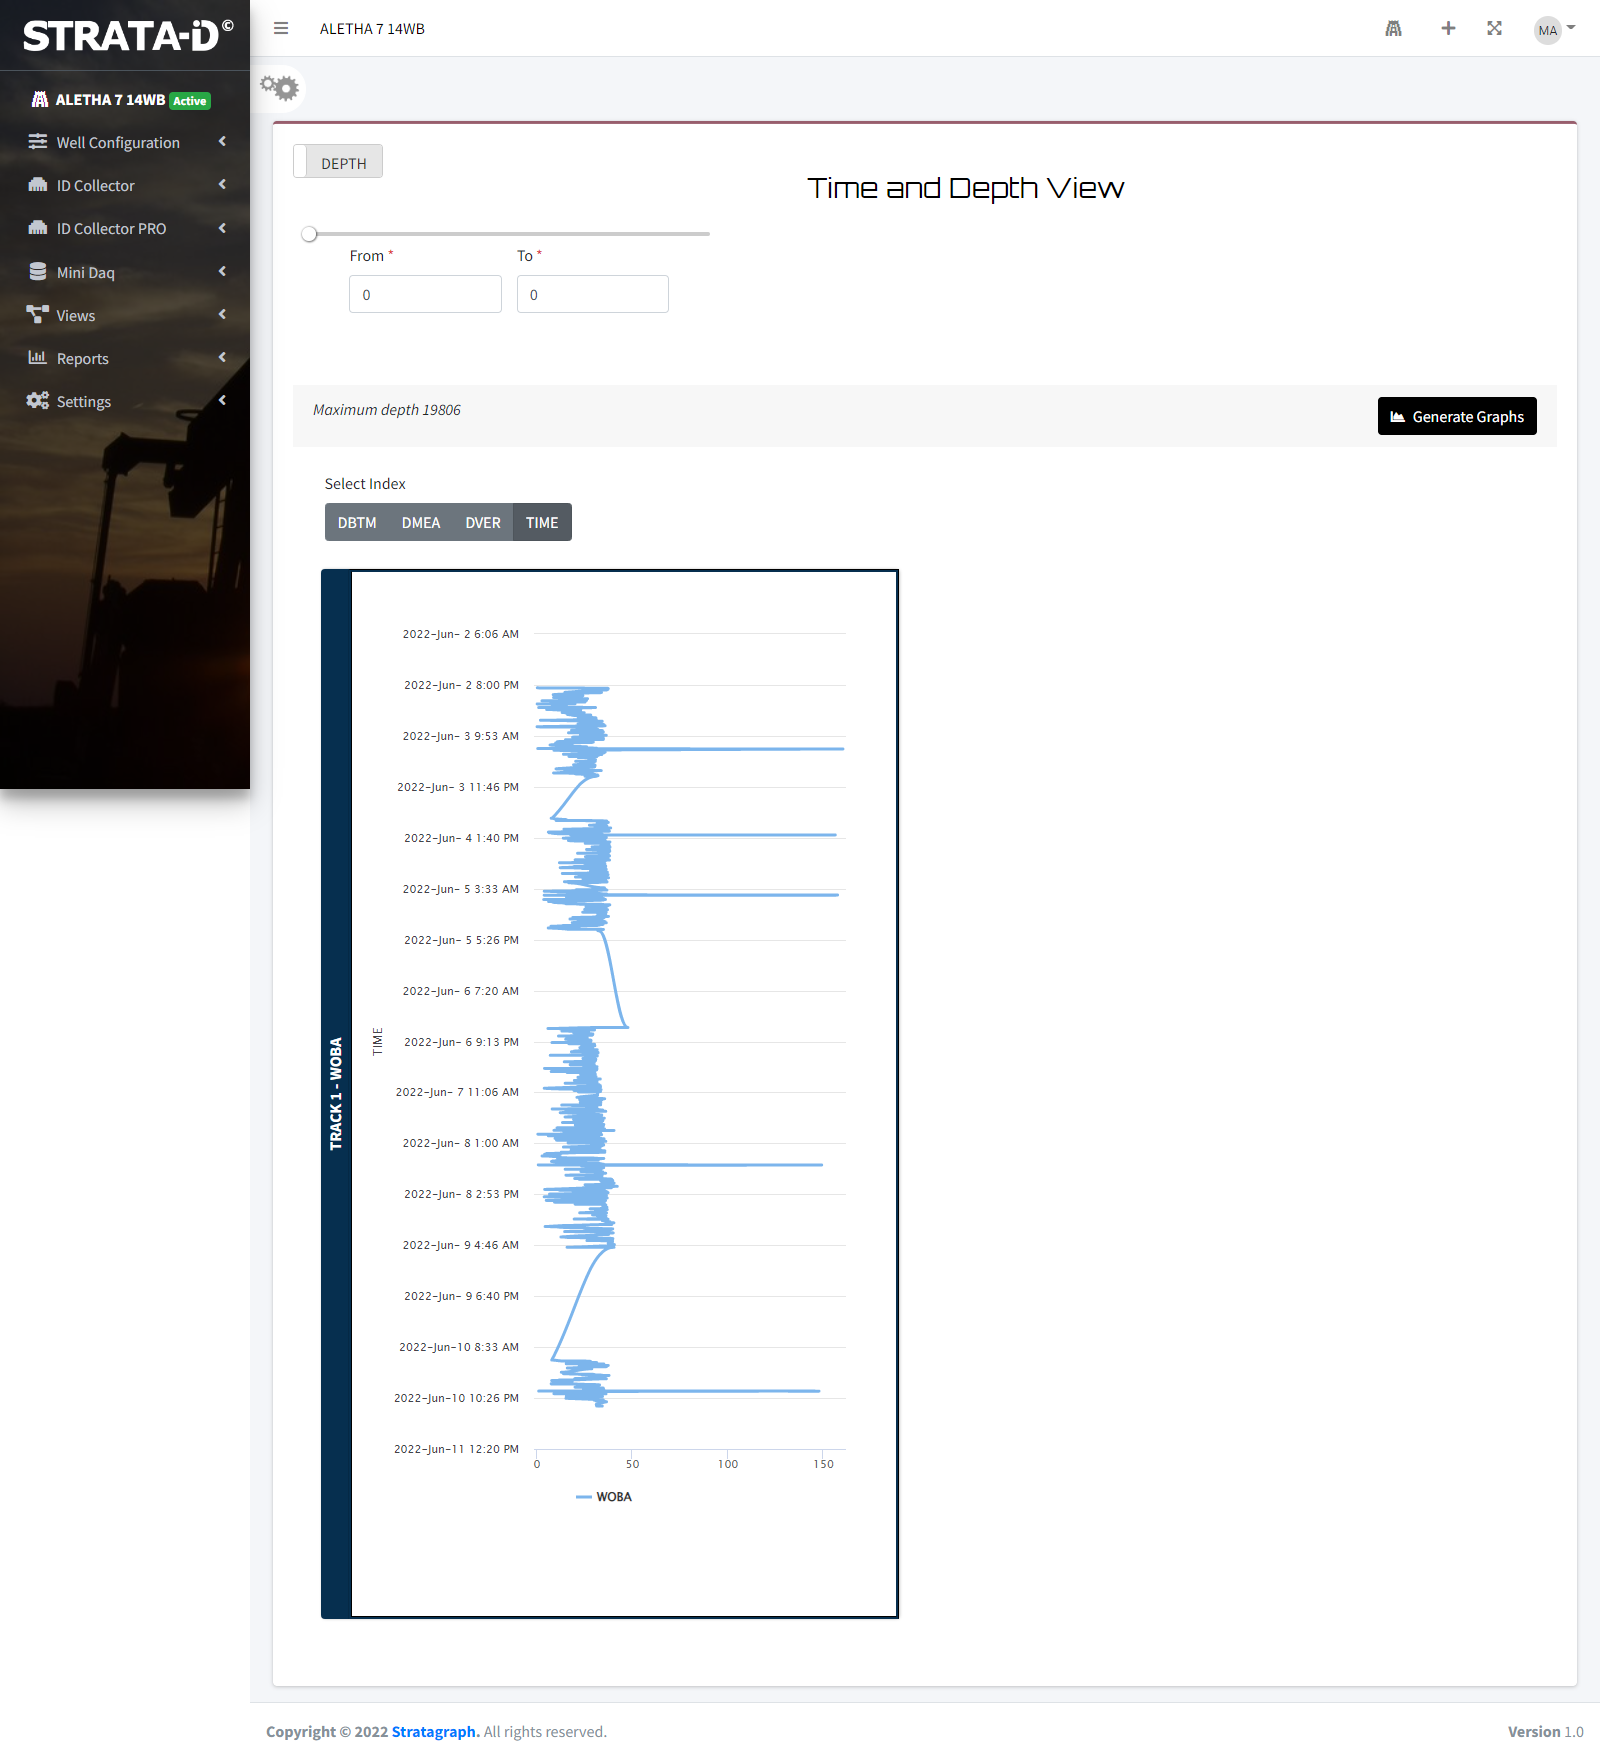 STRATA-iD©
ALETHA 7 14WB
MA
ALETHA 7 14WB Active
Well Configuration
ID Collector
ID Collector PRO
Mini Daq
Views
Reports
Settings
DEPTH
Time and Depth View
From *
To *
0
0
Maximum depth 19806
Generate Graphs
Select Index
DBTM DMEA DVER TIME
TRACK 1 - WOBA
TIME
2022-Jun- 2 6:06 AM
2022-Jun- 2 8:00 PM
2022-Jun- 3 9:53 AM
2022-Jun- 3 11:46 PM
2022-Jun- 4 1:40 PM
2022-Jun- 5 3:33 AM
2022-Jun- 5 5:26 PM
2022-Jun- 6 7:20 AM
2022-Jun- 6 9:13 PM
2022-Jun- 7 11:06 AM
2022-Jun- 8 1:00 AM
2022-Jun- 8 2:53 PM
2022-Jun- 9 4:46 AM
2022-Jun- 9 6:40 PM
2022-Jun-10 8:33 AM
2022-Jun-10 10:26 PM
2022-Jun-11 12:20 PM
0 50 100 150
WOBA
Copyright © 2022 Stratagraph. All rights reserved.
Version 1.0